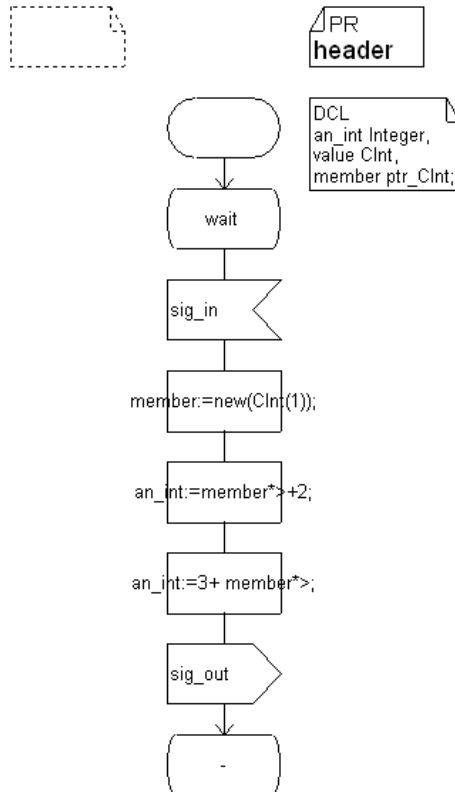 PR
header
DCL
an_int Integer,
value CInt,
member ptr_CInt;
wait
sig_in
member:=new(CInt(1));
an_int:=member*>+2;
an_int:=3+ member*>;
sig_out
-